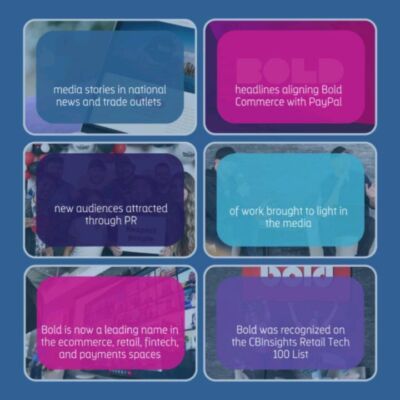 media stories in national
news and trade outlets
BOLD
headlines aligning Bold
Commerce with PayPal
new audiences attracted
through PR
of work brought to light in
the media
Bold is now a leading name in
the ecommerce, retail, fintech,
and payments spaces
bold
Bold was recognized on
the CBInsights Retail Tech
100 List